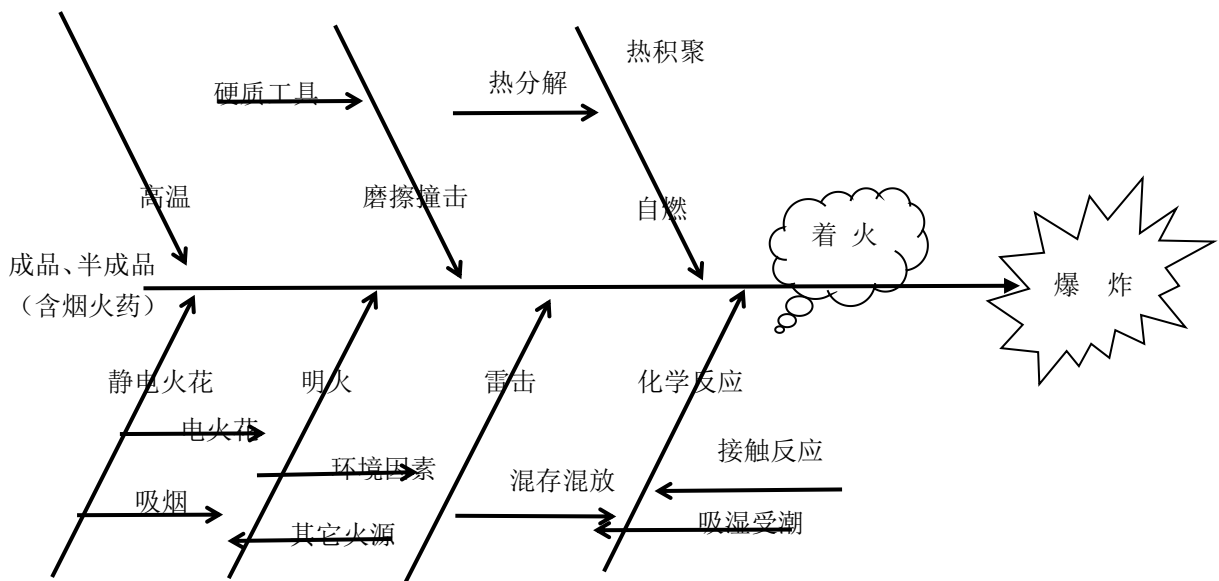 热积聚
热分解
硬质工具
高温
磨擦撞击
自燃
着 火
成品、半成品
（含烟火药）
爆 炸
静电火花
明火
雷击
化学反应
电火花
接触反应
环境因素
混存混放
吸烟
吸湿受潮
其它火源